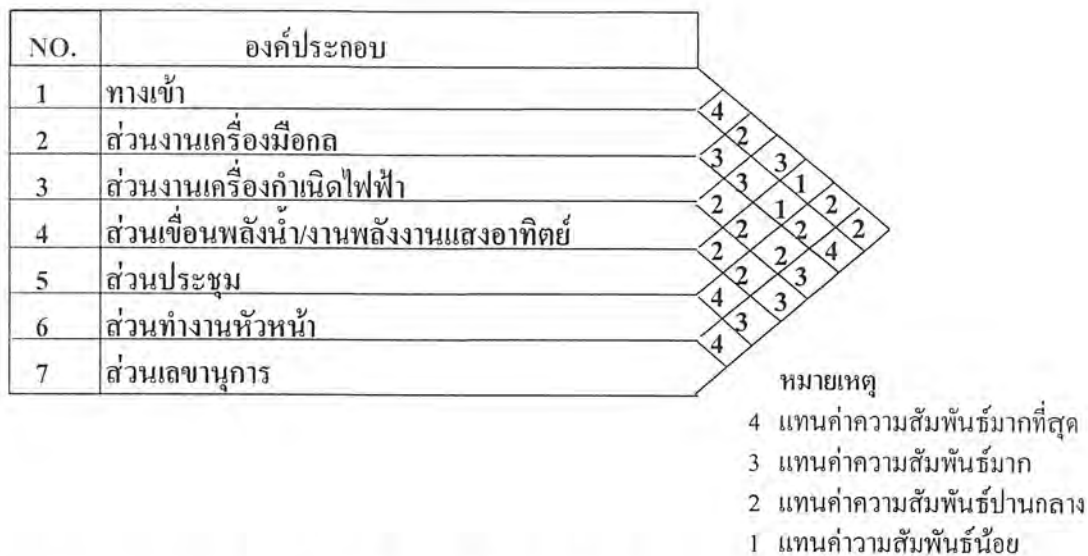 NO. องค์ประกอบ
1 ทางเข้า
4
2
2 ส่วนงานเครื่องมือกล
3 3
3 1
3 ส่วนงานเครื่องกำเนิดไฟฟ้า
2 1 2
2 2 2
4 ส่วนเขื่อนพลังน้ำ/งานพลังงานแสงอาทิตย์
2 2 4
2 3
5 ส่วนประชุม
4 3
3
6 ส่วนทำงานหัวหน้า
4
7 ส่วนเลขานุการ
หมายเหตุ
4 แทนค่าความสัมพันธ์มากที่สุด
3 แทนค่าความสัมพันธ์มาก
2 แทนค่าความสัมพันธ์ปานกลาง
1 แทนค่าวามสัมพันธ์น้อย